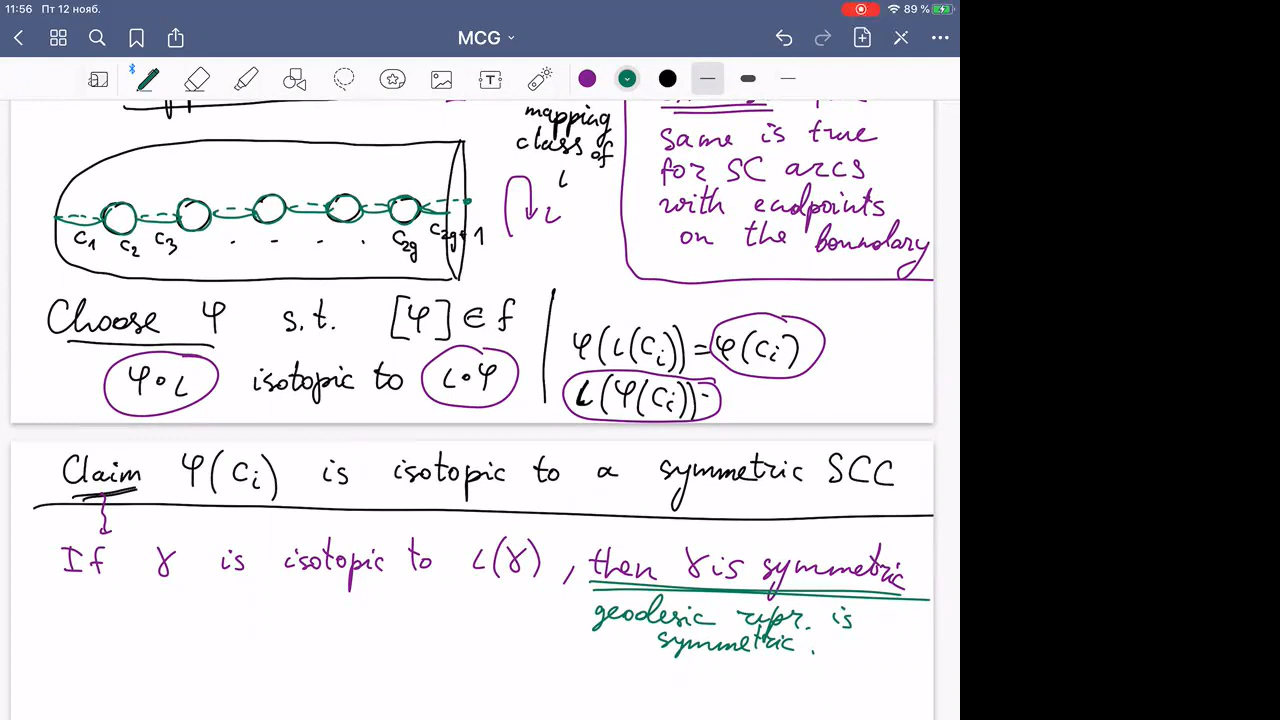 11:56 Пт 12 нояб.
89 %
MCG
mapping
class of
ι
same is true
for SC arcs
with endpoints
on the boundary
ι
c1 c2 c3 . . . . . c2g c2g+1
Choose φ s.t. [φ] ∈ f
φ∘ι isotopic to ι∘φ
φ(ι(ci)) = φ(ci)
ι(φ(ci))
Claim φ(ci) is isotopic to a symmetric SCC
If γ is isotopic to ι(γ), then γ is symmetric
geodesic repr. is
symmetric.